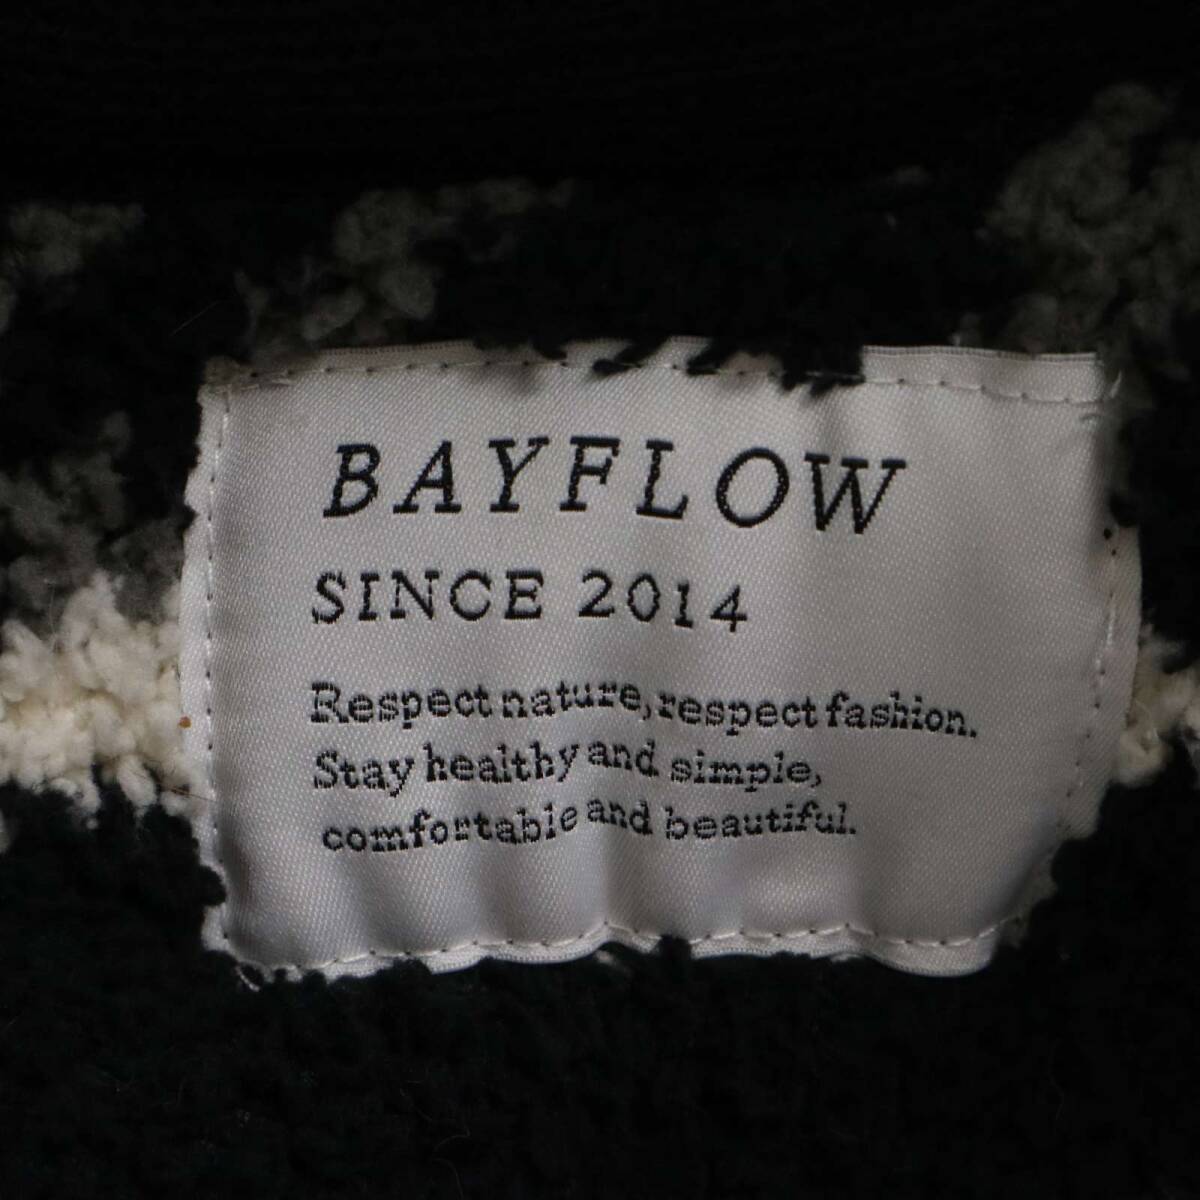 BAYFLOW
SINCE 2014
Respect nature, respect fashion.
Stay healthy and simple,
comfortable and beautiful.